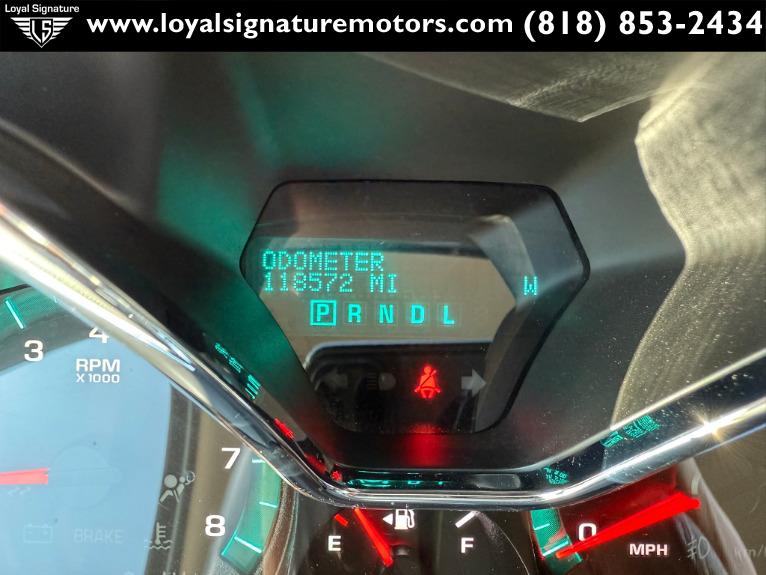 Loyal Signature
LS
www.loyalsignaturemotors.com (818) 853-2434
ODOMETER
118572 MI
W
P R N D L
3
4
RPM
X 1000
7
8
BRAKE
E
F
0
MPH